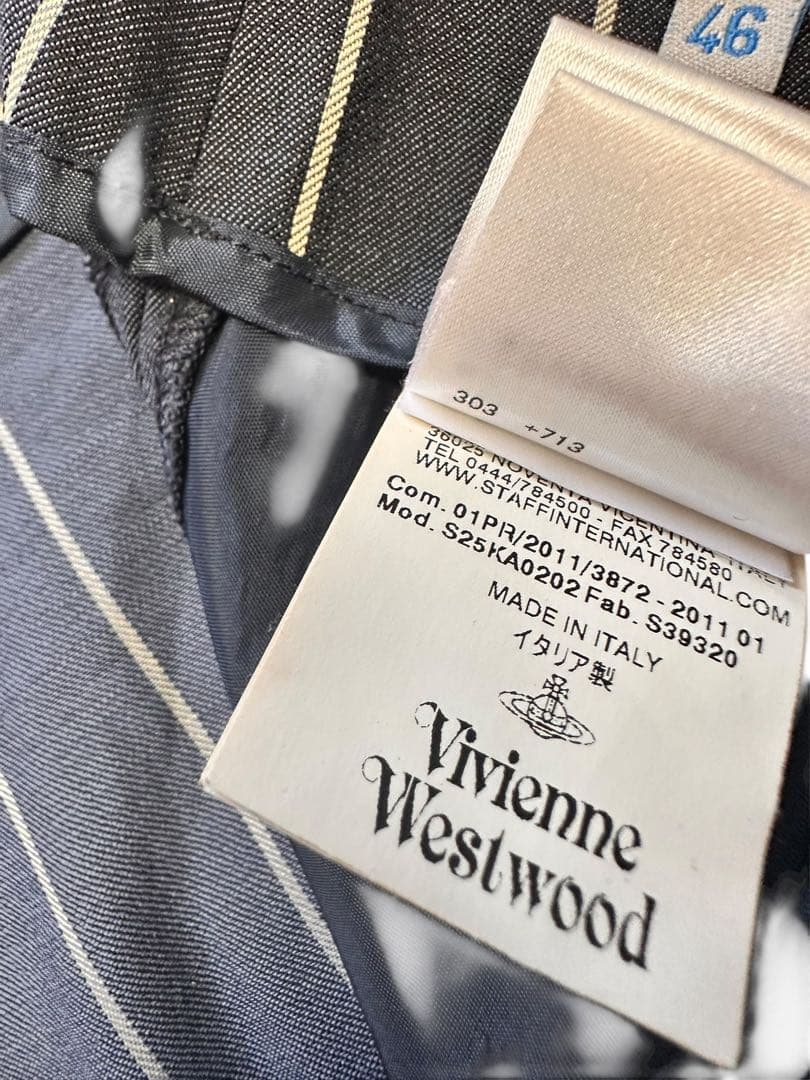 46
303 +713
36025 NOVENTA VICENTINA ITALY
TEL 0444/784500 - FAX 784580
WWW.STAFFINTERNATIONAL.COM
Com. 01PR/2011/3872 - 2011 01
Mod. S25KA0202 Fab. S39320
MADE IN ITALY
イタリア製
Vivienne
Westwood